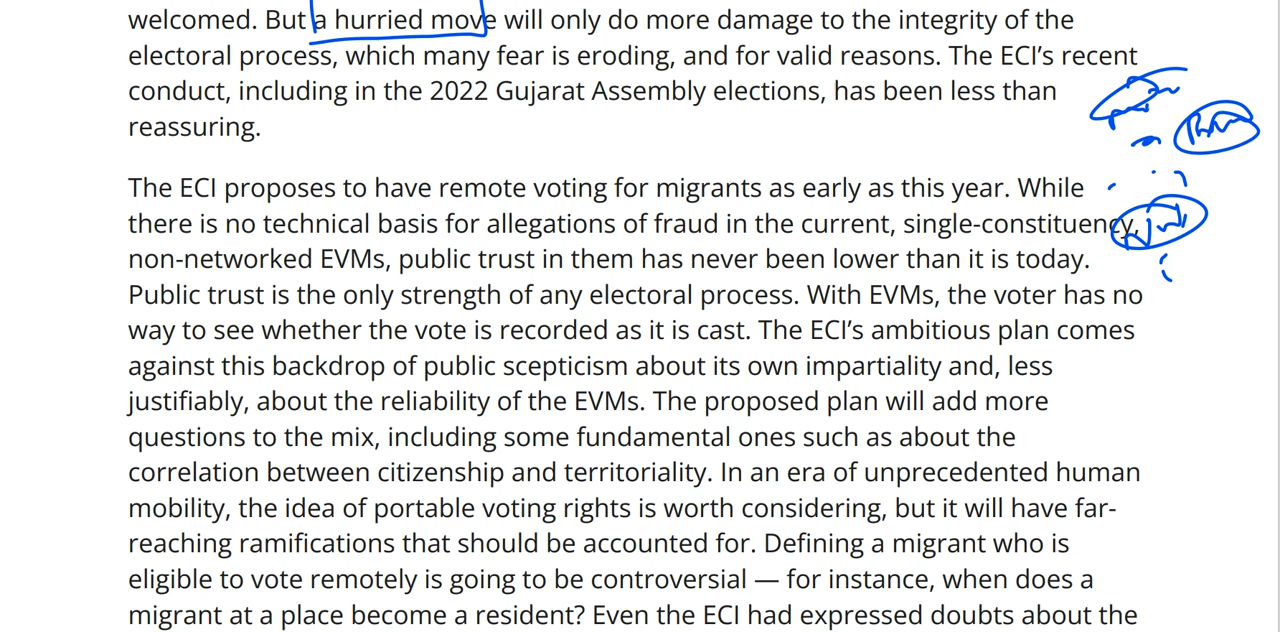 welcomed. But a hurried move will only do more damage to the integrity of the
electoral process, which many fear is eroding, and for valid reasons. The ECI’s recent
conduct, including in the 2022 Gujarat Assembly elections, has been less than
reassuring.
The ECI proposes to have remote voting for migrants as early as this year. While
there is no technical basis for allegations of fraud in the current, single-constituency,
non-networked EVMs, public trust in them has never been lower than it is today.
Public trust is the only strength of any electoral process. With EVMs, the voter has no
way to see whether the vote is recorded as it is cast. The ECI’s ambitious plan comes
against this backdrop of public scepticism about its own impartiality and, less
justifiably, about the reliability of the EVMs. The proposed plan will add more
questions to the mix, including some fundamental ones such as about the
correlation between citizenship and territoriality. In an era of unprecedented human
mobility, the idea of portable voting rights is worth considering, but it will have far-
reaching ramifications that should be accounted for. Defining a migrant who is
eligible to vote remotely is going to be controversial — for instance, when does a
migrant at a place become a resident? Even the ECI had expressed doubts about the